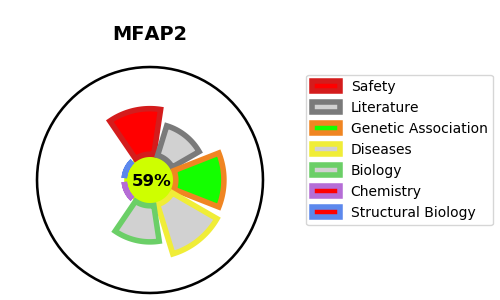 MFAP2
59%
Safety
Literature
Genetic Association
Diseases
Biology
Chemistry
Structural Biology